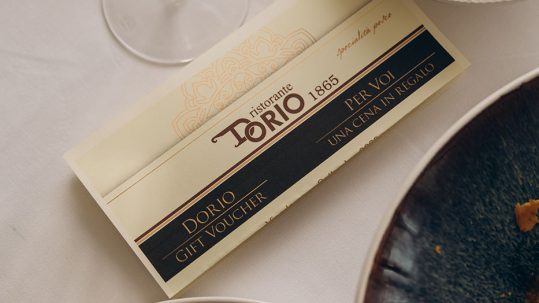 specialità pesce
ristorante
DORIO 1865
PER VOI
UNA CENA IN REGALO
DORIO
GIFT VOUCHER